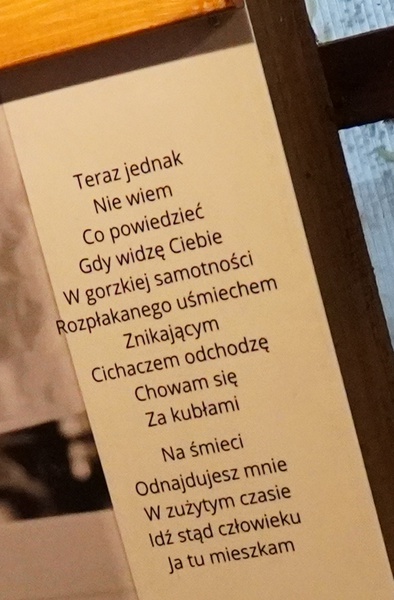 Teraz jednak
Nie wiem
Co powiedzieć
Gdy widzę Ciebie
W gorzkiej samotności
Rozpłakanego uśmiechem
Znikającym
Cichaczem odchodzę
Chowam się
Za kubłami
Na śmieci
Odnajdujesz mnie
W zużytym czasie
Idź stąd człowieku
Ja tu mieszkam